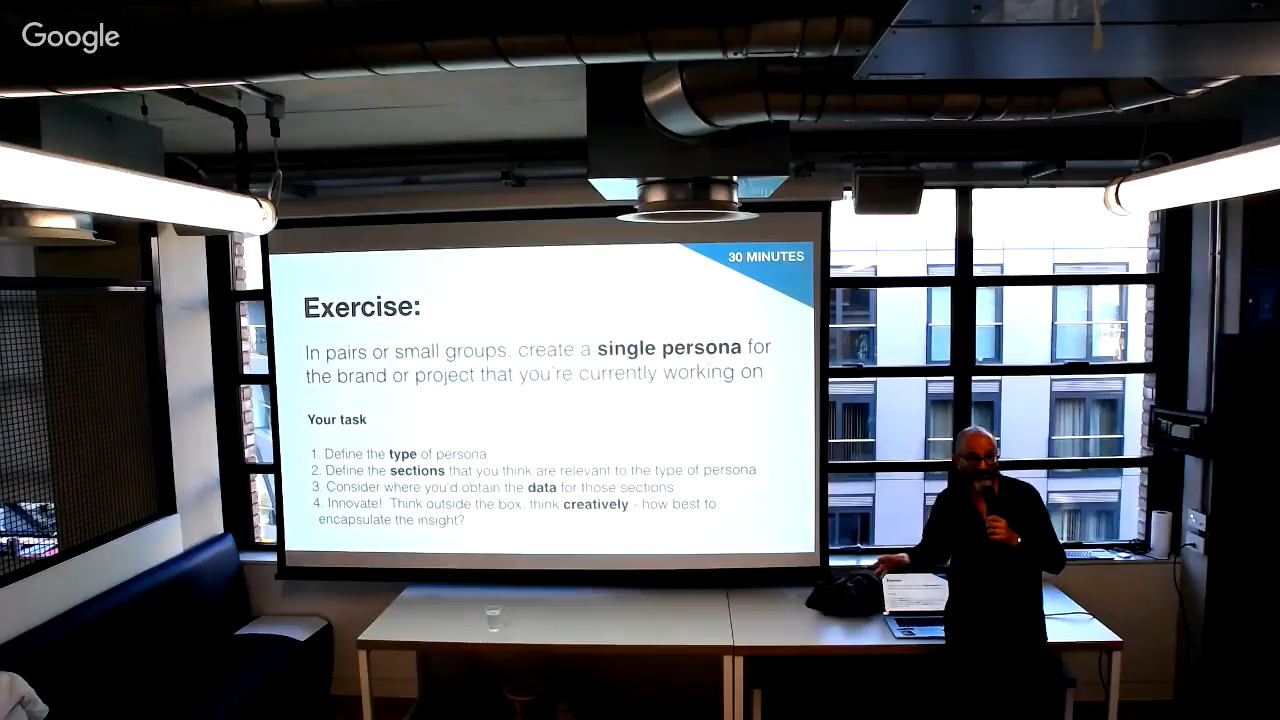 Google
30 MINUTES
Exercise:
In pairs or small groups, create a single persona for
the brand or project that you're currently working on
Your task
1. Define the type of persona
2. Define the sections that you think are relevant to the type of persona
3. Consider where you'd obtain the data for those sections
4. Innovate! Think outside the box, think creatively - how best to
encapsulate the insight?